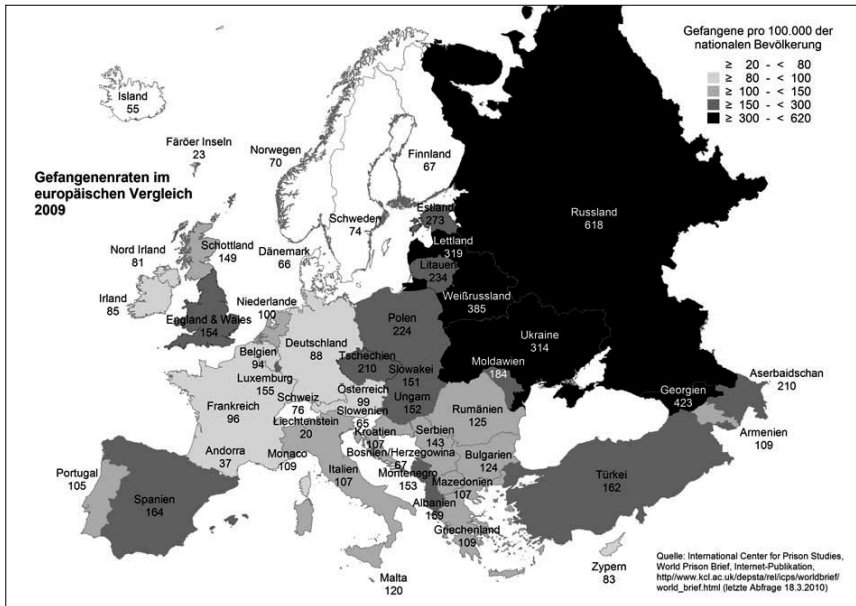 Gefangene pro 100.000 der
nationalen Bevölkerung
≥ 20 - < 80
≥ 80 - < 100
≥ 100 - < 150
≥ 150 - < 300
≥ 300 - < 620
Gefangenenraten im
europäischen Vergleich
2009
Island
55
Färöer Inseln
23
Norwegen
70
Finnland
67
Schweden
74
Estland
273
Russland
618
Nord Irland
81
Schottland
149
Dänemark
66
Lettland
319
Litauen
234
Irland
85
England & Wales
154
Niederlande
100
Weißrussland
385
Polen
224
Belgien
94
Deutschland
88
Tschechien
210
Ukraine
314
Luxemburg
155
Slowakei
151
Moldawien
184
Schweiz
76
Österreich
99
Ungarn
152
Aserbaidschan
210
Georgien
423
Frankreich
96
Liechtenstein
20
Slowenien
65
Rumänien
125
Kroatien
107
Serbien
143
Armenien
109
Andorra
37
Monaco
109
Bosnien/Herzegowina
67
Bulgarien
124
Portugal
105
Spanien
164
Italien
107
Montenegro
153
Mazedonien
107
Türkei
162
Albanien
159
Griechenland
109
Malta
120
Zypern
83
Quelle: International Center for Prison Studies,
World Prison Brief, Internet-Publikation,
http//www.kcl.ac.uk/depsta/rel/icps/worldbrief/
world_brief.html (letzte Abfrage 18.3.2010)